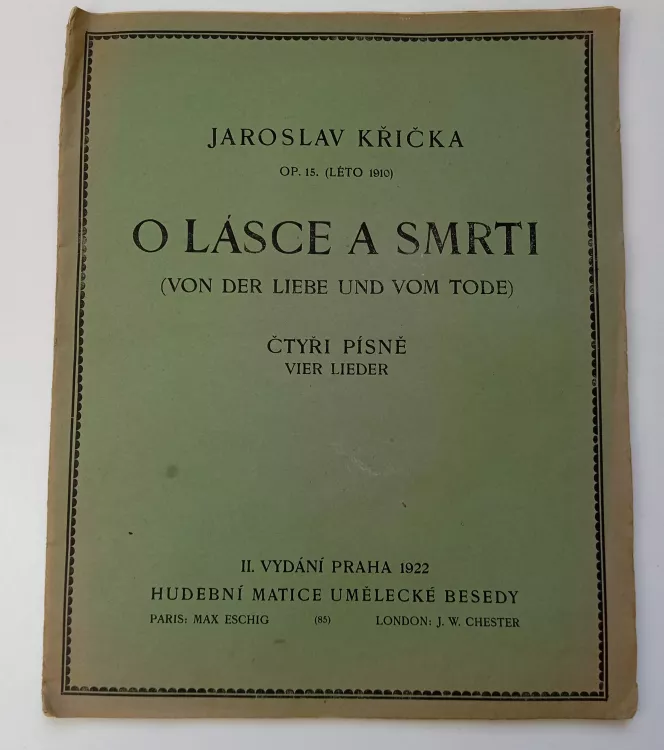 JAROSLAV KŘIČKA
OP. 15. (LÉTO 1910)
O LÁSCE A SMRTI
(VON DER LIEBE UND VOM TODE)
ČTYŘI PÍSNĚ
VIER LIEDER
II. VYDÁNÍ PRAHA 1922
HUDEBNÍ MATICE UMĚLECKÉ BESEDY
PARIS: MAX ESCHIG (85) LONDON: J. W. CHESTER